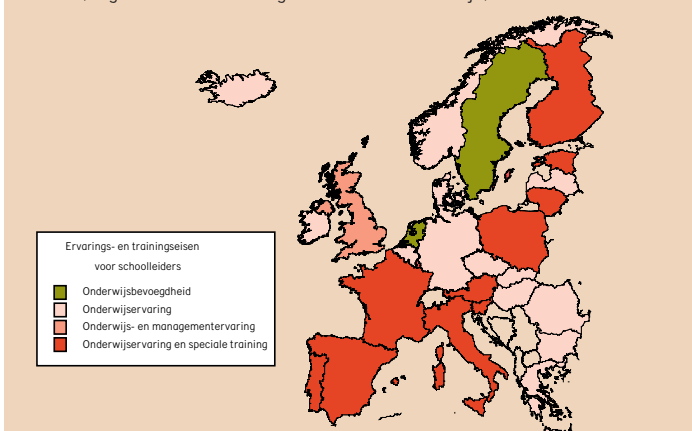 Ervarings- en trainingseisen
voor schoolleiders
Onderwijsbevoegdheid
Onderwijservaring
Onderwijs- en managementervaring
Onderwijservaring en speciale training